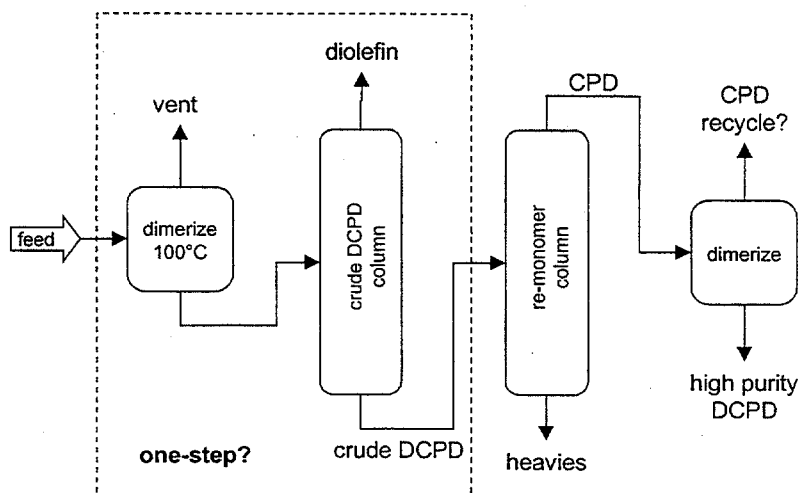 diolefin
vent
CPD
CPD
recycle?
feed
dimerize
100°C
crude DCPD
column
re-monomer
column
dimerize
one-step?
crude DCPD
heavies
high purity
DCPD